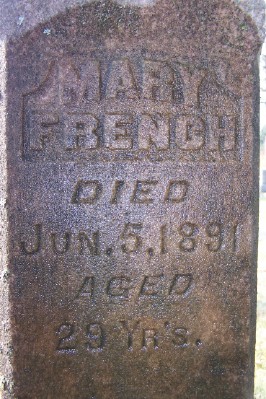 MARY
FRENCH
DIED
JUN. 5, 1891
AGED
29 YR'S.